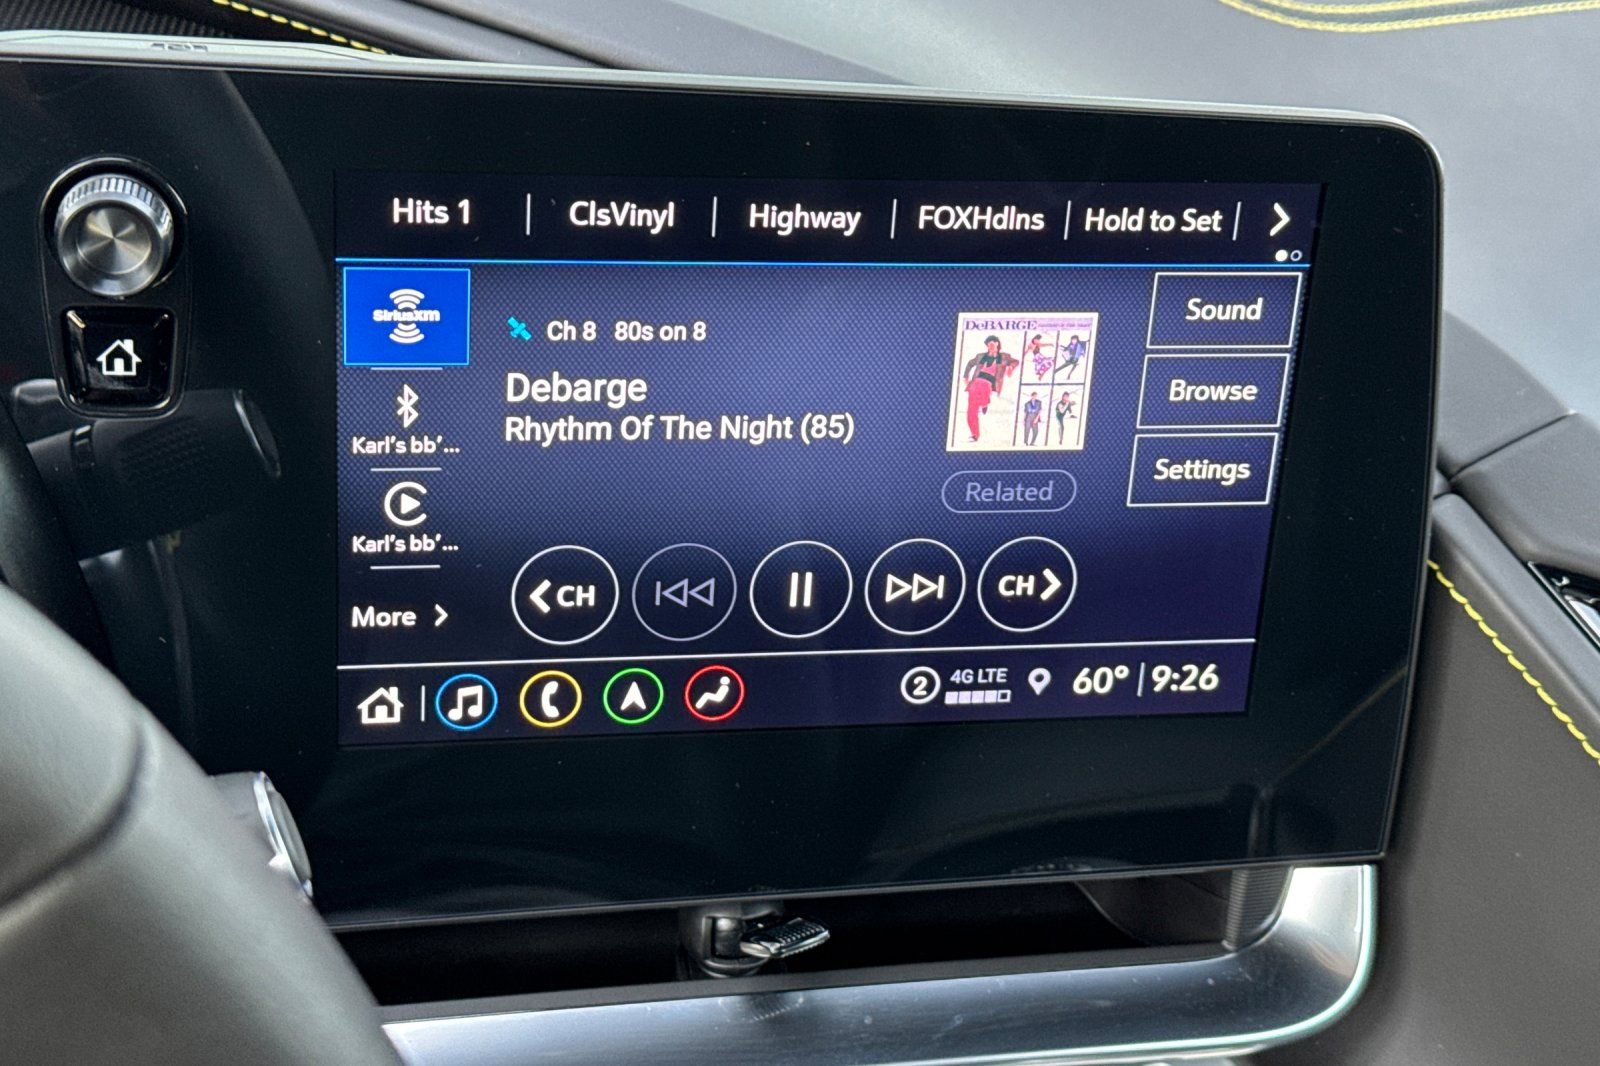 Hits 1
ClsVinyl
Highway
FOXHdlns
Hold to Set
SiriusXM
Ch 8 80s on 8
Debarge
Rhythm Of The Night (85)
DeBARGE
Related
Sound
Browse
Settings
Karl's bb'...
Karl's bb'...
More
CH
CH
2
4G LTE
60°
9:26